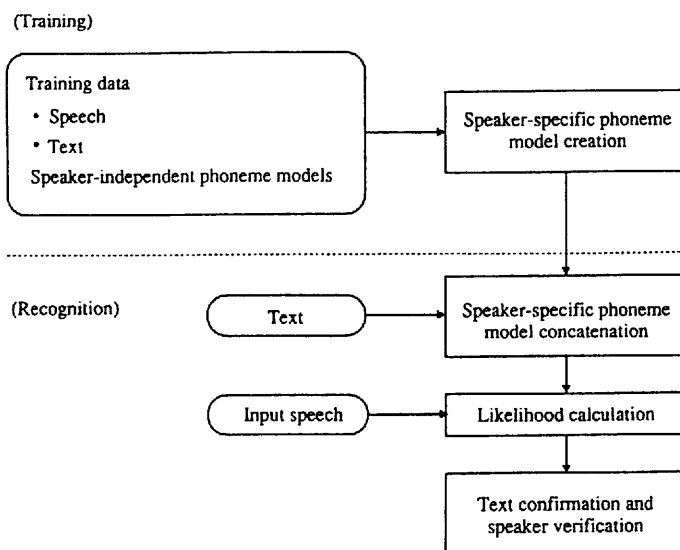 (Training)
Training data
• Speech
• Text
Speaker-independent phoneme models
Speaker-specific phoneme
model creation
(Recognition)
Text
Speaker-specific phoneme
model concatenation
Input speech
Likelihood calculation
Text confirmation and
speaker verification